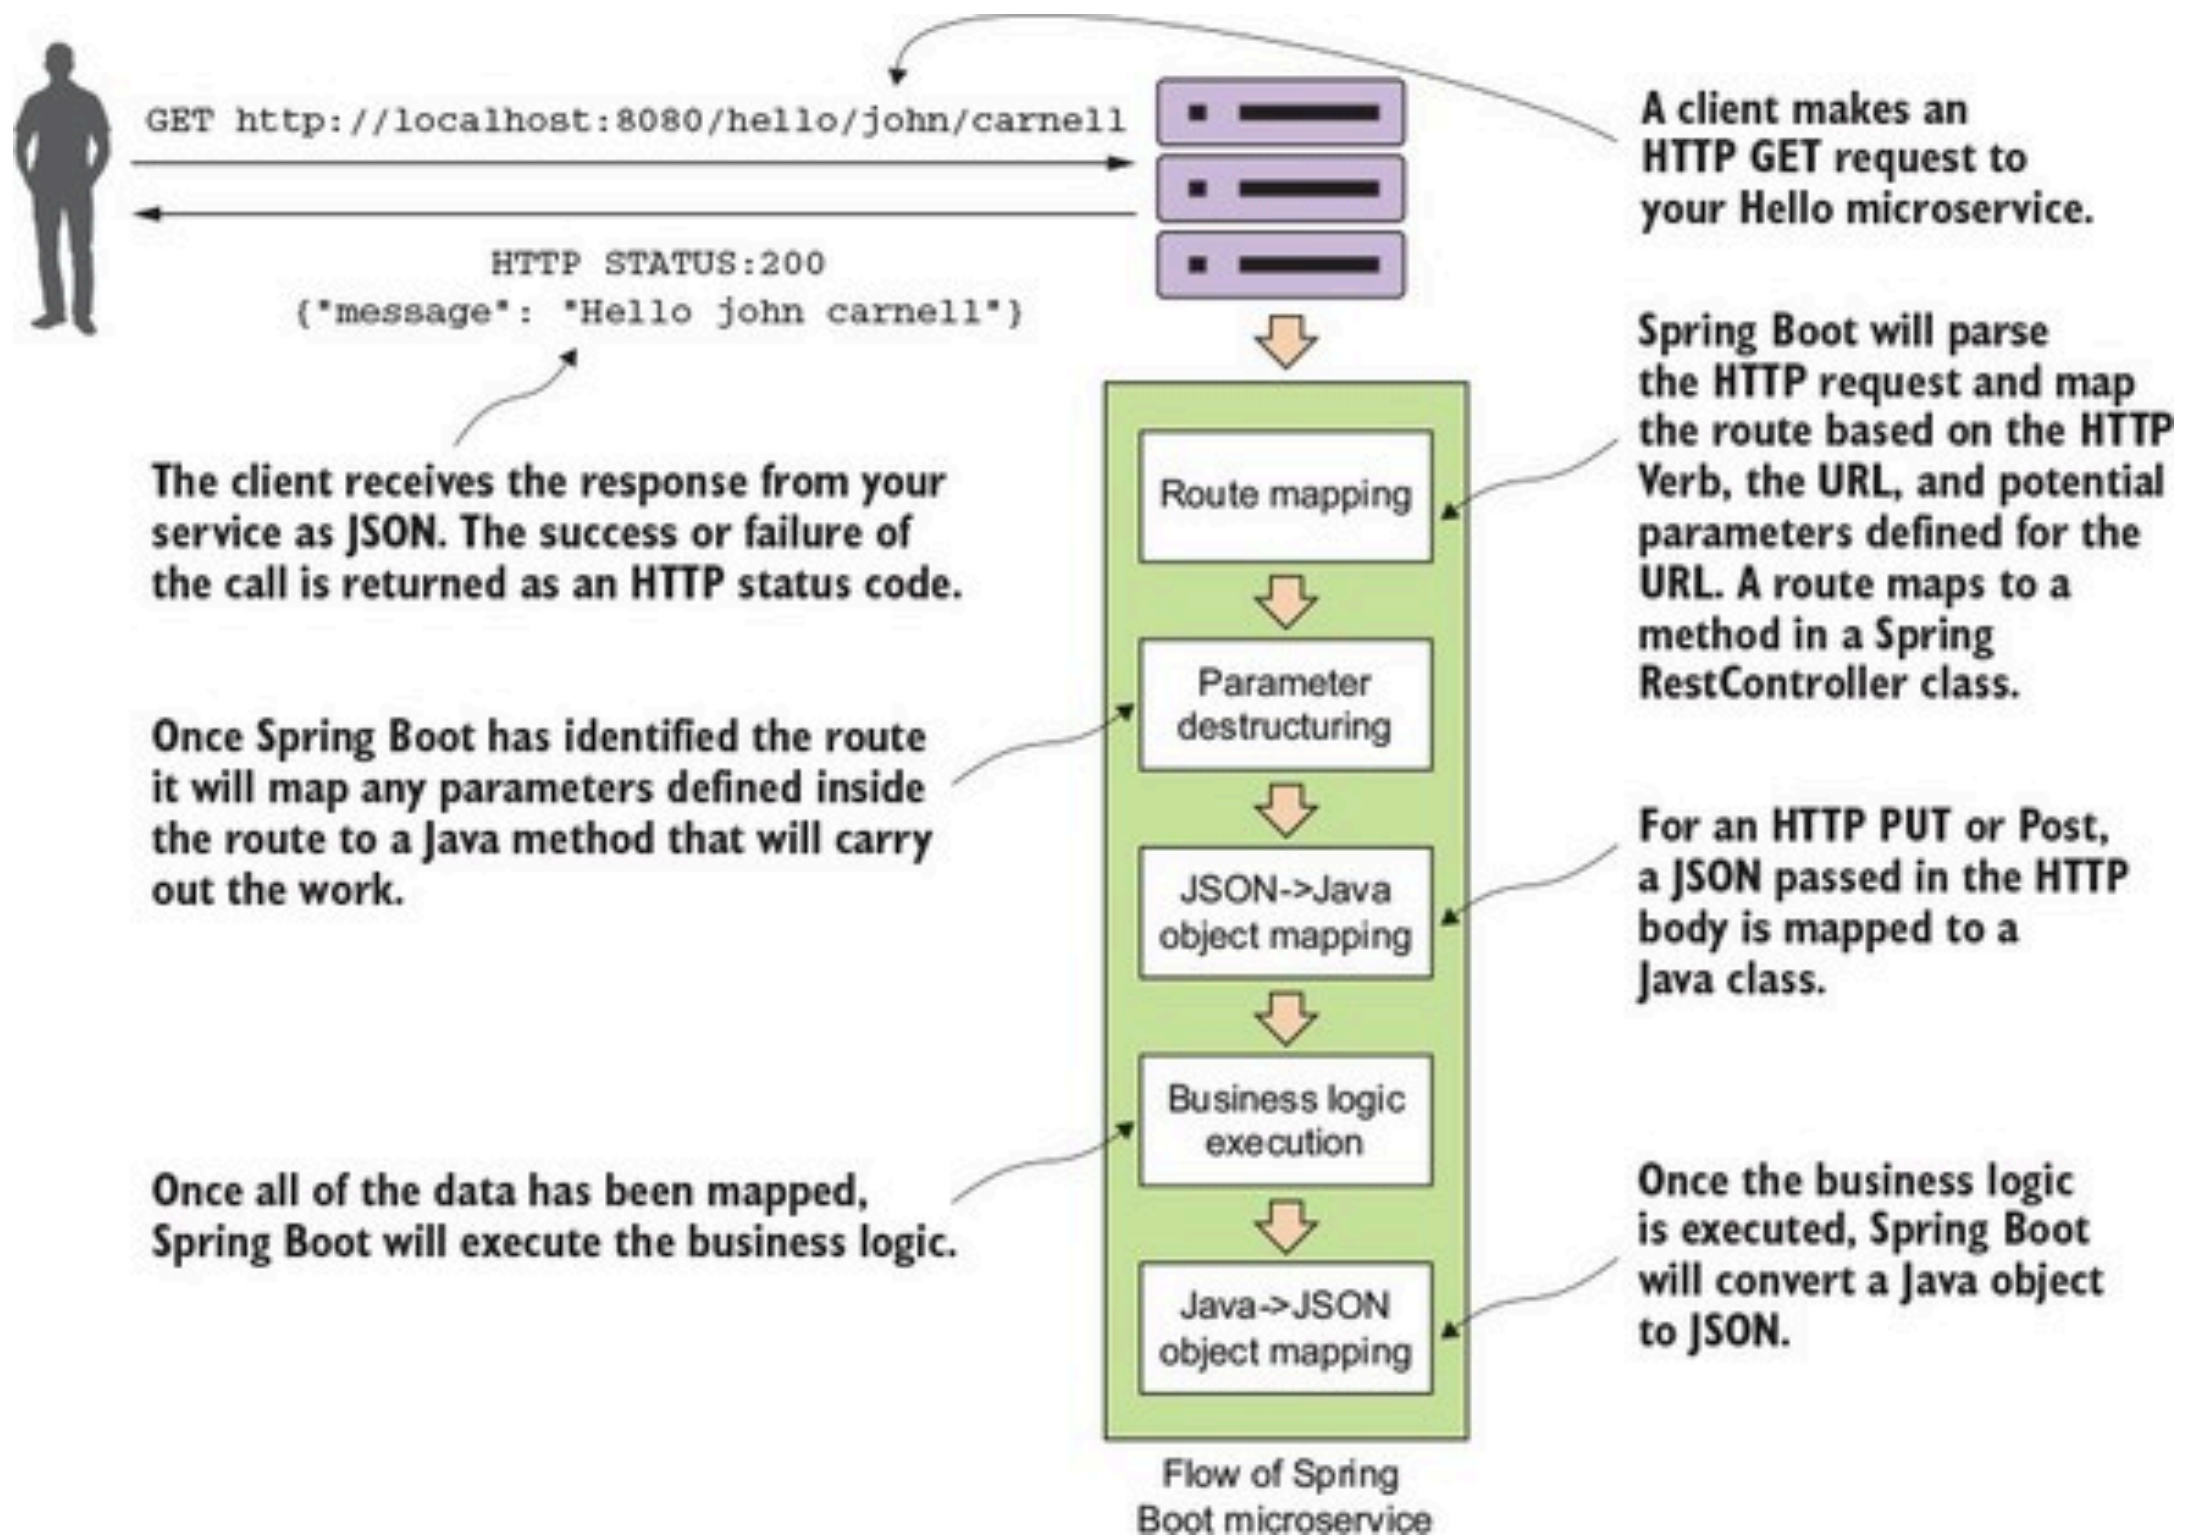 GET http://localhost:8080/hello/john/carnell
HTTP STATUS:200
{"message": "Hello john carnell"}
A client makes an
HTTP GET request to
your Hello microservice.
The client receives the response from your
service as JSON. The success or failure of
the call is returned as an HTTP status code.
Spring Boot will parse
the HTTP request and map
the route based on the HTTP
Verb, the URL, and potential
parameters defined for the
URL. A route maps to a
method in a Spring
RestController class.
Route mapping
Once Spring Boot has identified the route
it will map any parameters defined inside
the route to a Java method that will carry
out the work.
Parameter
destructuring
For an HTTP PUT or Post,
a JSON passed in the HTTP
body is mapped to a
Java class.
JSON->Java
object mapping
Once all of the data has been mapped,
Spring Boot will execute the business logic.
Business logic
execution
Once the business logic
is executed, Spring Boot
will convert a Java object
to JSON.
Java->JSON
object mapping
Flow of Spring
Boot microservice